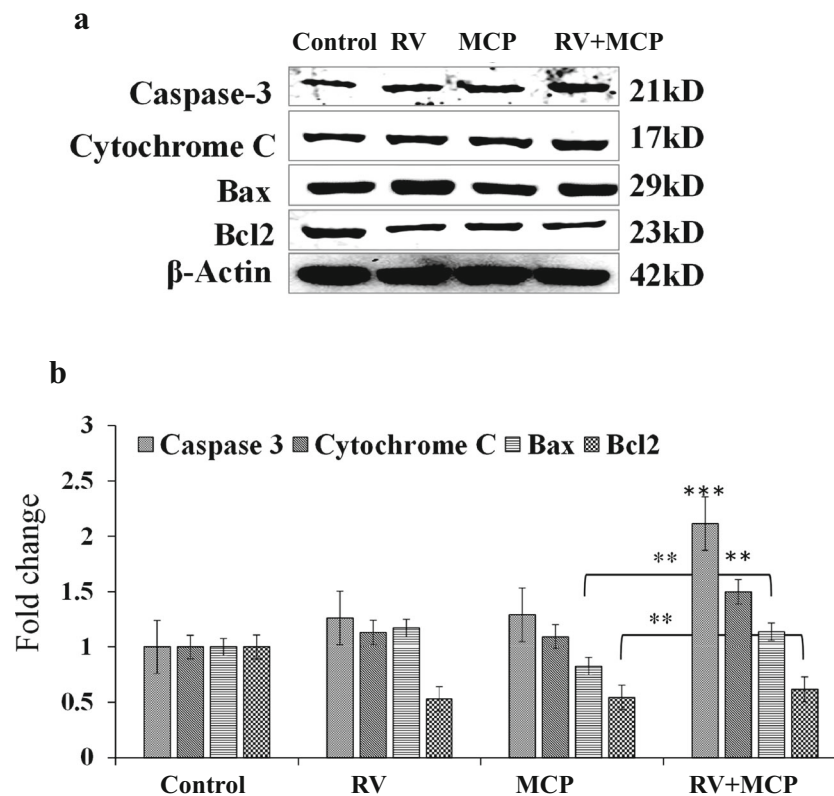 a
Control RV MCP RV+MCP
Caspase-3 21kD
Cytochrome C 17kD
Bax 29kD
Bcl2 23kD
β-Actin 42kD
b
3
Caspase 3 Cytochrome C Bax Bcl2
2.5
***
2
** **
1.5
**
1
0.5
0
Fold change
Control RV MCP RV+MCP